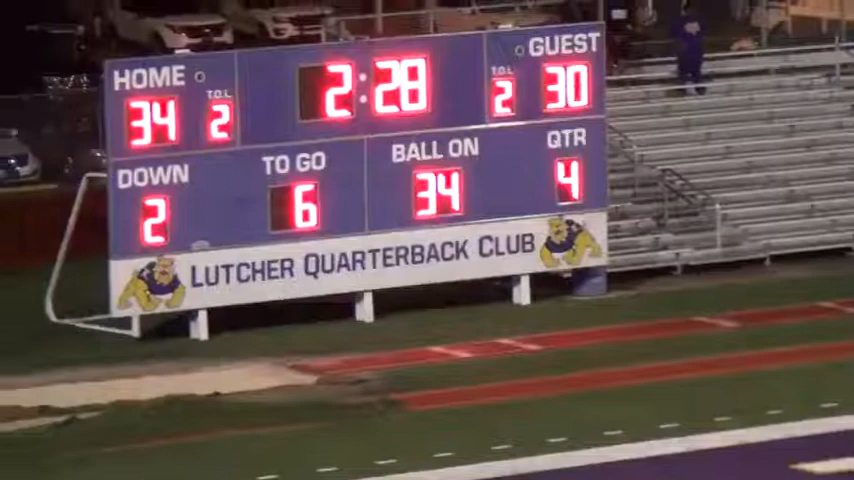 HOME 2:28 GUEST
34 T.O.L 2 T.O.L 2 30
DOWN TO GO BALL ON QTR
2 6 34 4
LUTCHER QUARTERBACK CLUB